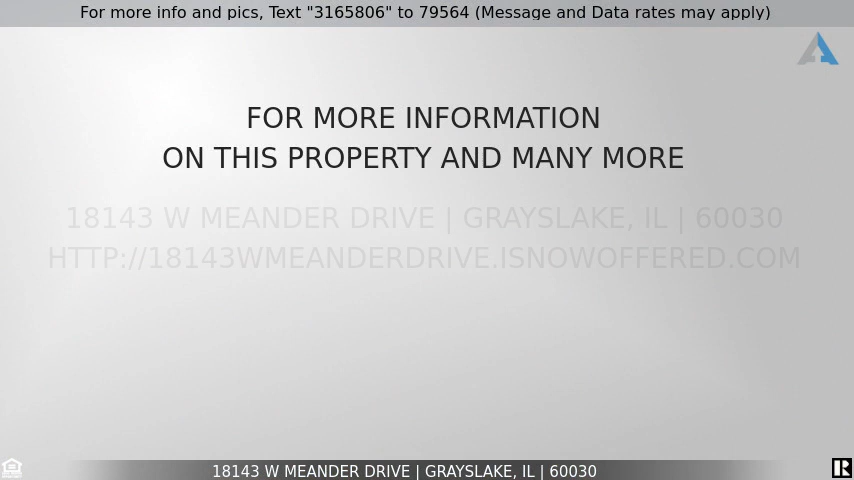 For more info and pics, Text "3165806" to 79564 (Message and Data rates may apply)
FOR MORE INFORMATION
ON THIS PROPERTY AND MANY MORE
18143 W MEANDER DRIVE | GRAYSLAKE, IL | 60030
HTTP://18143WMEANDERDRIVE.ISNOWOFFERED.COM
18143 W MEANDER DRIVE | GRAYSLAKE, IL | 60030